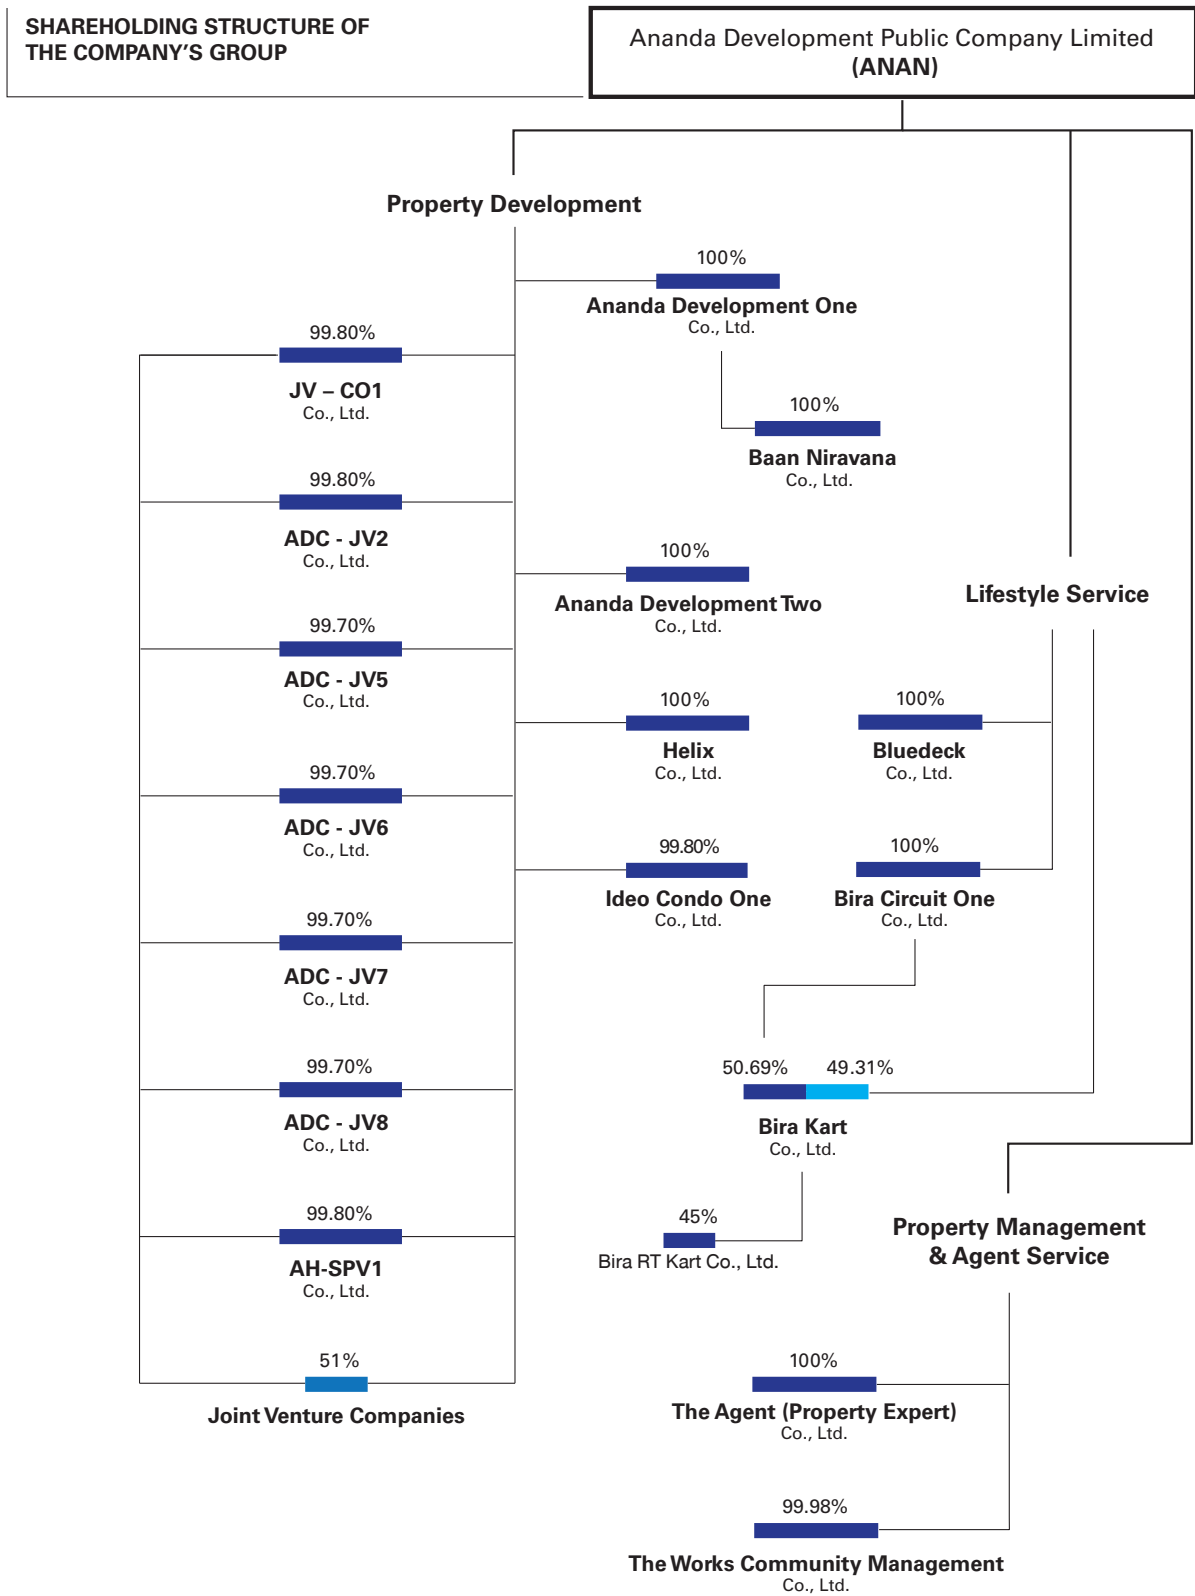 SHAREHOLDING STRUCTURE OF
THE COMPANY'S GROUP
Ananda Development Public Company Limited
(ANAN)
Property Development
100%
Ananda Development One
Co., Ltd.
99.80%
JV – CO1
Co., Ltd.
100%
Baan Niravana
Co., Ltd.
99.80%
ADC - JV2
Co., Ltd.
100%
Ananda Development Two
Co., Ltd.
Lifestyle Service
99.70%
ADC - JV5
Co., Ltd.
100%
Helix
Co., Ltd.
100%
Bluedeck
Co., Ltd.
99.70%
ADC - JV6
Co., Ltd.
99.80%
Ideo Condo One
Co., Ltd.
100%
Bira Circuit One
Co., Ltd.
99.70%
ADC - JV7
Co., Ltd.
99.70%
ADC - JV8
Co., Ltd.
50.69% 49.31%
Bira Kart
Co., Ltd.
99.80%
AH-SPV1
Co., Ltd.
45%
Bira RT Kart Co., Ltd.
Property Management
& Agent Service
51%
Joint Venture Companies
100%
The Agent (Property Expert)
Co., Ltd.
99.98%
The Works Community Management
Co., Ltd.